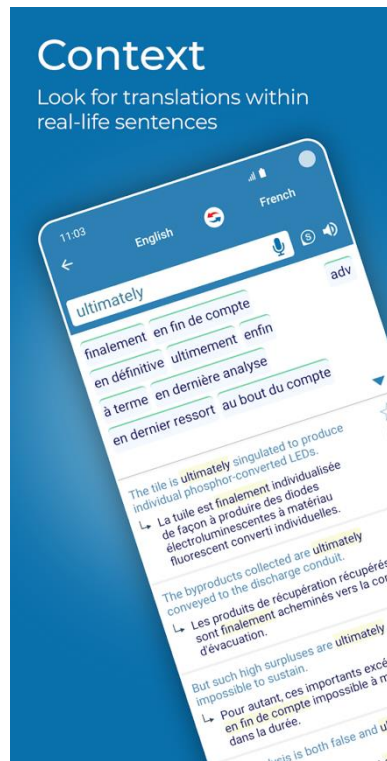 Context
Look for translations within
real-life sentences
11:03
English
French
ultimately
S
finalement en fin de compte
adv
en définitive ultimement enfin
à terme en dernière analyse
en dernier ressort au bout du compte
The tile is ultimately singulated to produce
individual phosphor-converted LEDs.
La tuile est finalement individualisée
de façon à produire des diodes
électroluminescentes à matériau
fluorescent converti individuelles.
The byproducts collected are ultimately
conveyed to the discharge conduit.
Les produits de récupération récupérés
sont finalement acheminés vers la
d'évacuation.
But such high surpluses are ultimately
impossible to sustain.
Pour autant, ces importants
en fin de compte impossible à
dans la durée.
is both false and